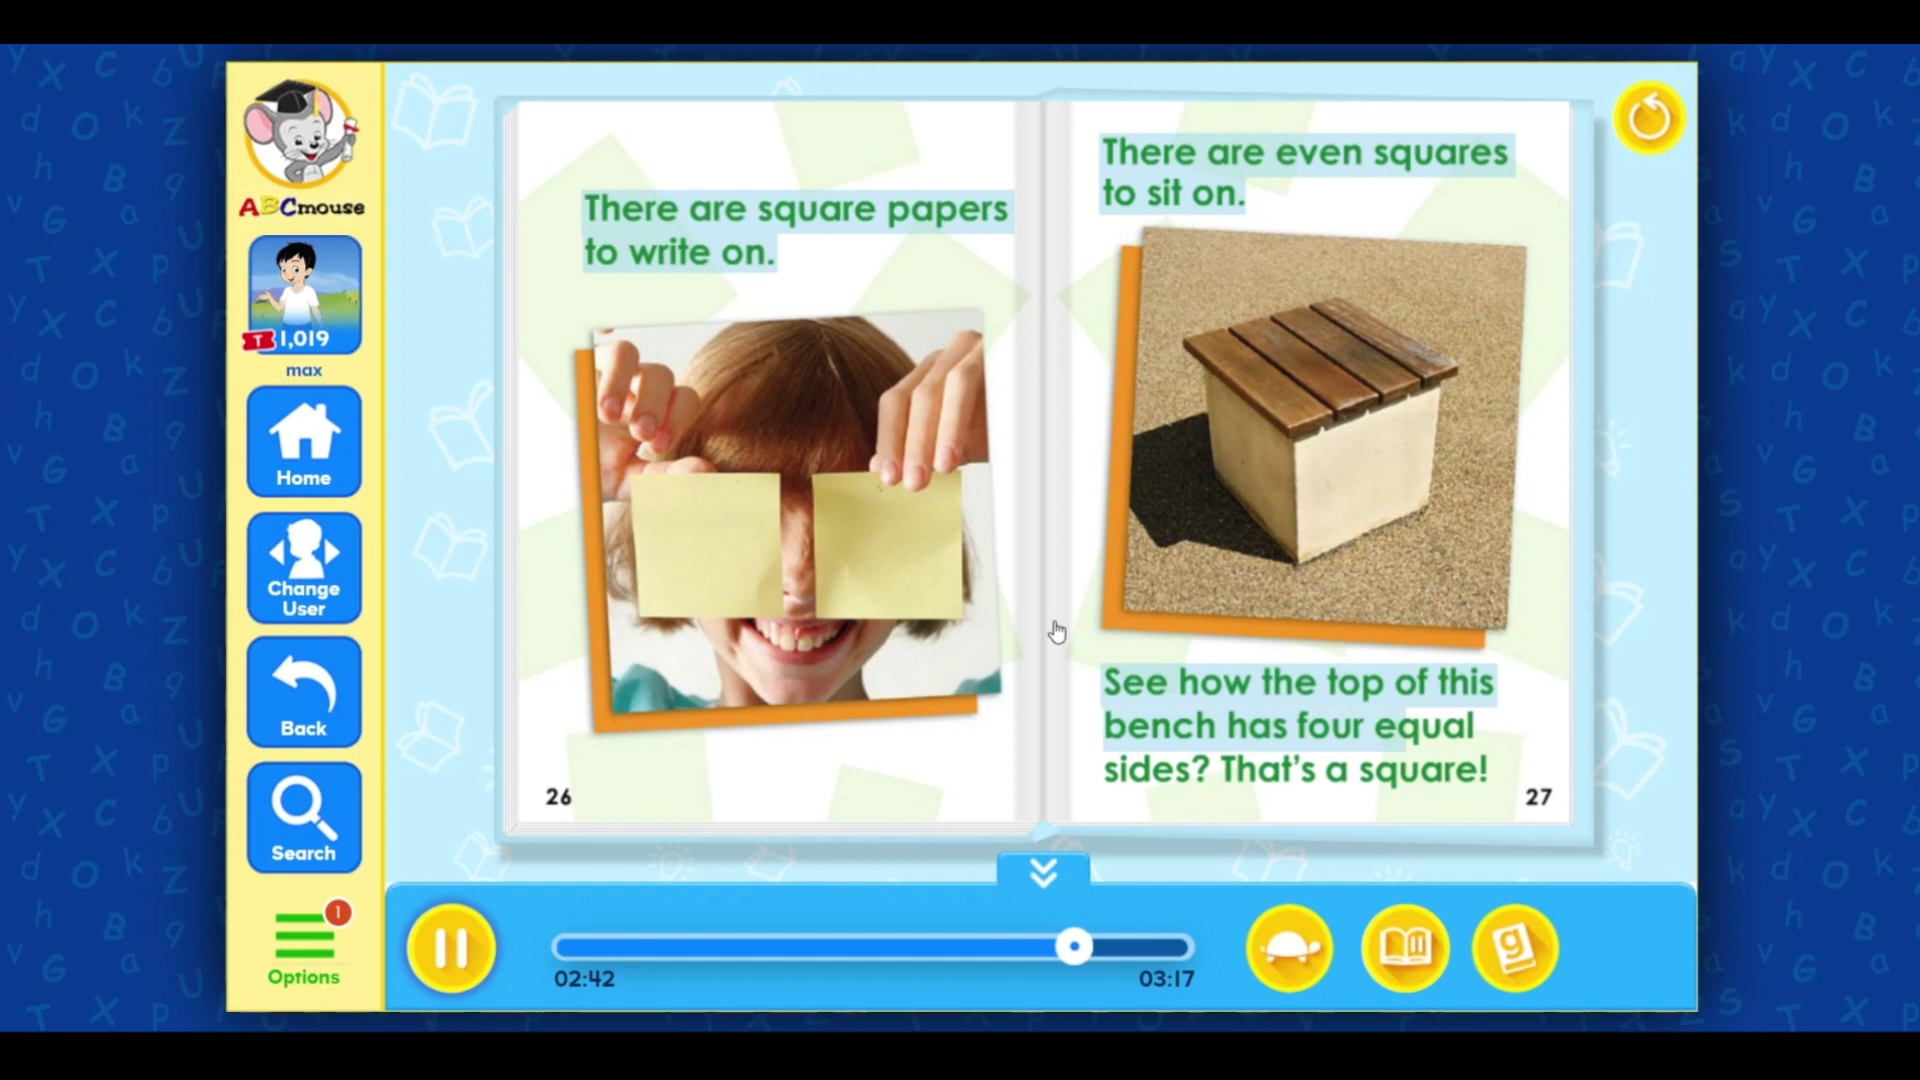 ABCmouse
T 1,019
max
Home
Change
User
Back
Search
1
Options
There are square papers
to write on.
26
There are even squares
to sit on.
See how the top of this
bench has four equal
sides? That's a square!
27
02:42
03:17
g